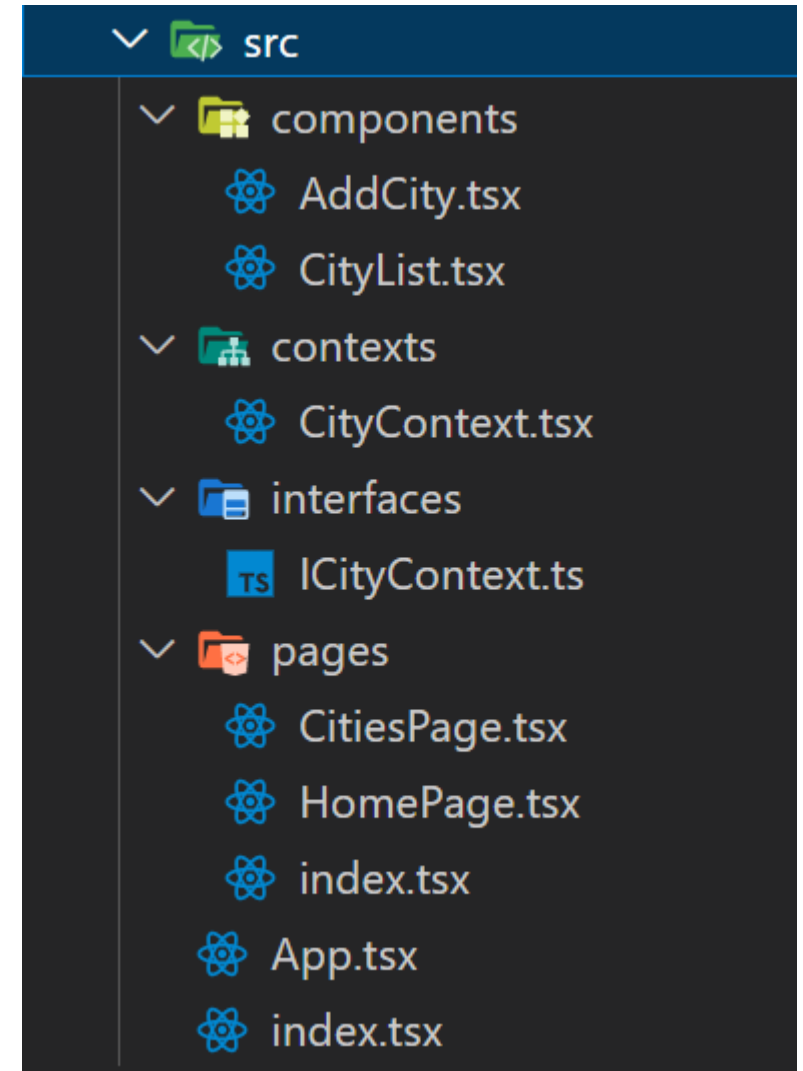 src
components
AddCity.tsx
CityList.tsx
contexts
CityContext.tsx
interfaces
TS ICityContext.ts
pages
CitiesPage.tsx
HomePage.tsx
index.tsx
App.tsx
index.tsx